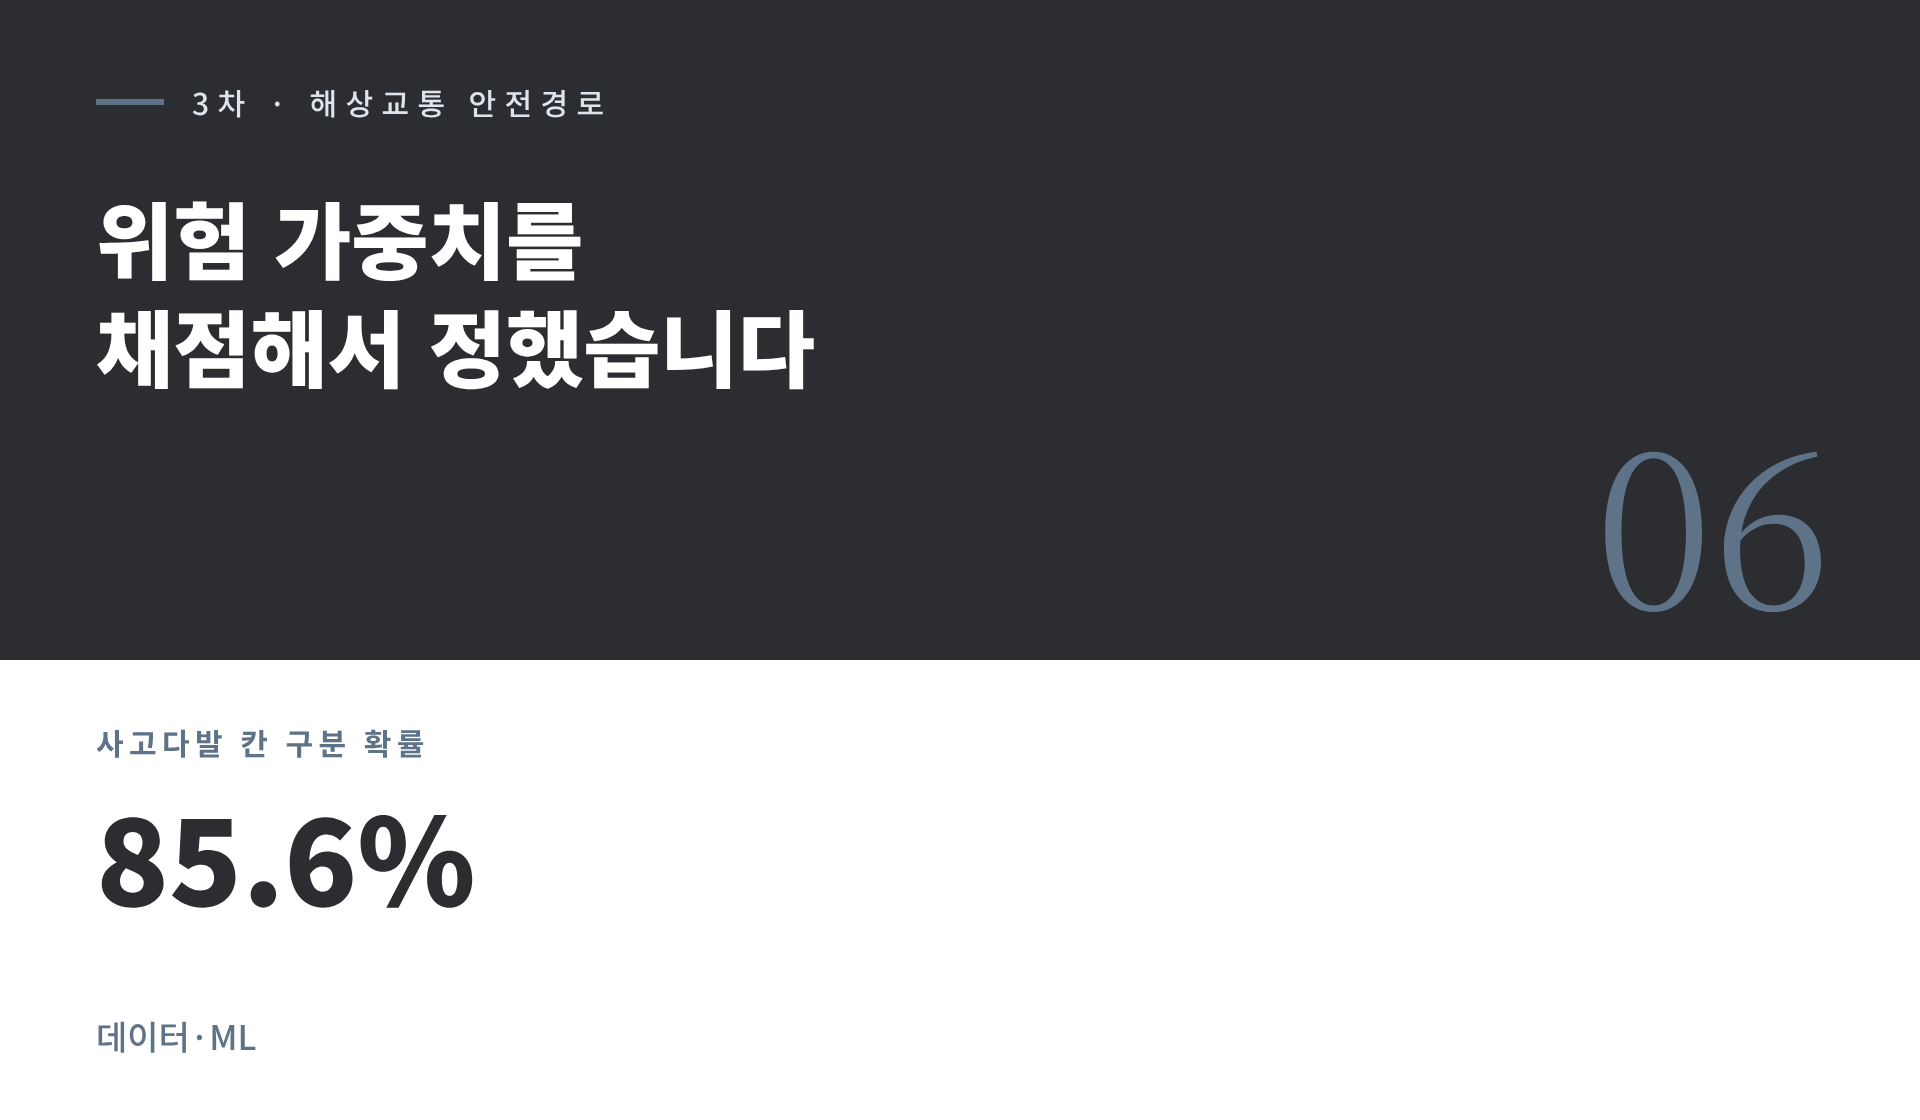 3차 · 해상교통 안전경로
위험 가중치를
채점해서 정했습니다
06
사고다발 칸 구분 확률
85.6%
데이터·ML